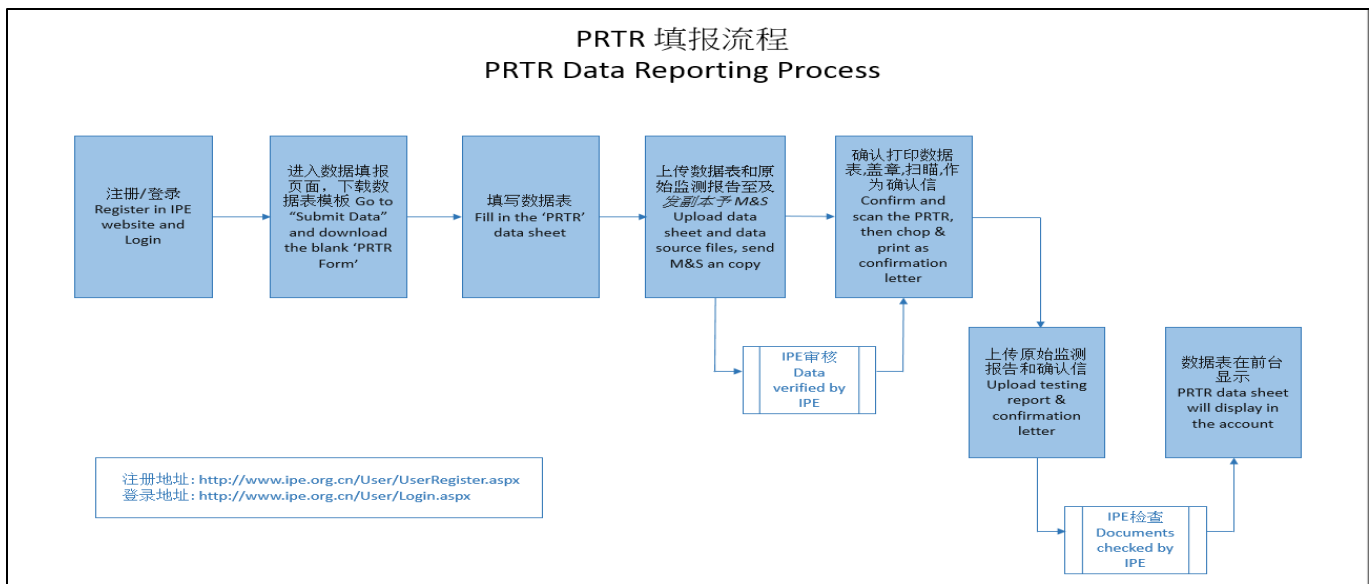 PRTR 填报流程
PRTR Data Reporting Process
注册/登录
Register in IPE
website and
Login
进入数据填报
页面，下载数
据表模板 Go to
“Submit Data”
and download
the blank ‘PRTR
Form’
填写数据表
Fill in the ‘PRTR’
data sheet
上传数据表和原
始监测报告至及
发副本予 M&S
Upload data
sheet and data
source files, send
M&S an copy
确认打印数据
表,盖章,扫瞄,作
为确认信
Confirm and
scan the PRTR,
then chop &
print as
confirmation
letter
IPE审核
Data
verified by
IPE
上传原始监测
报告和确认信
Upload testing
report &
confirmation
letter
数据表在前台
显示
PRTR data sheet
will display in
the account
IPE检查
Documents
checked by
IPE
注册地址: http://www.ipe.org.cn/User/UserRegister.aspx
登录地址: http://www.ipe.org.cn/User/Login.aspx